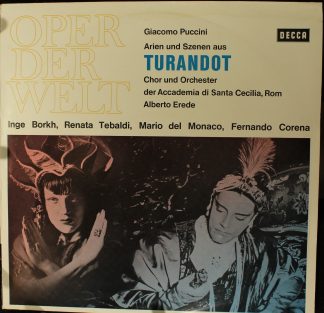 OPER
DER
WELT
Giacomo Puccini
DECCA
Arien und Szenen aus
TURANDOT
Chor und Orchester
der Accademia di Santa Cecilia, Rom
Alberto Erede
Inge Borkh, Renata Tebaldi, Mario del Monaco, Fernando Corena